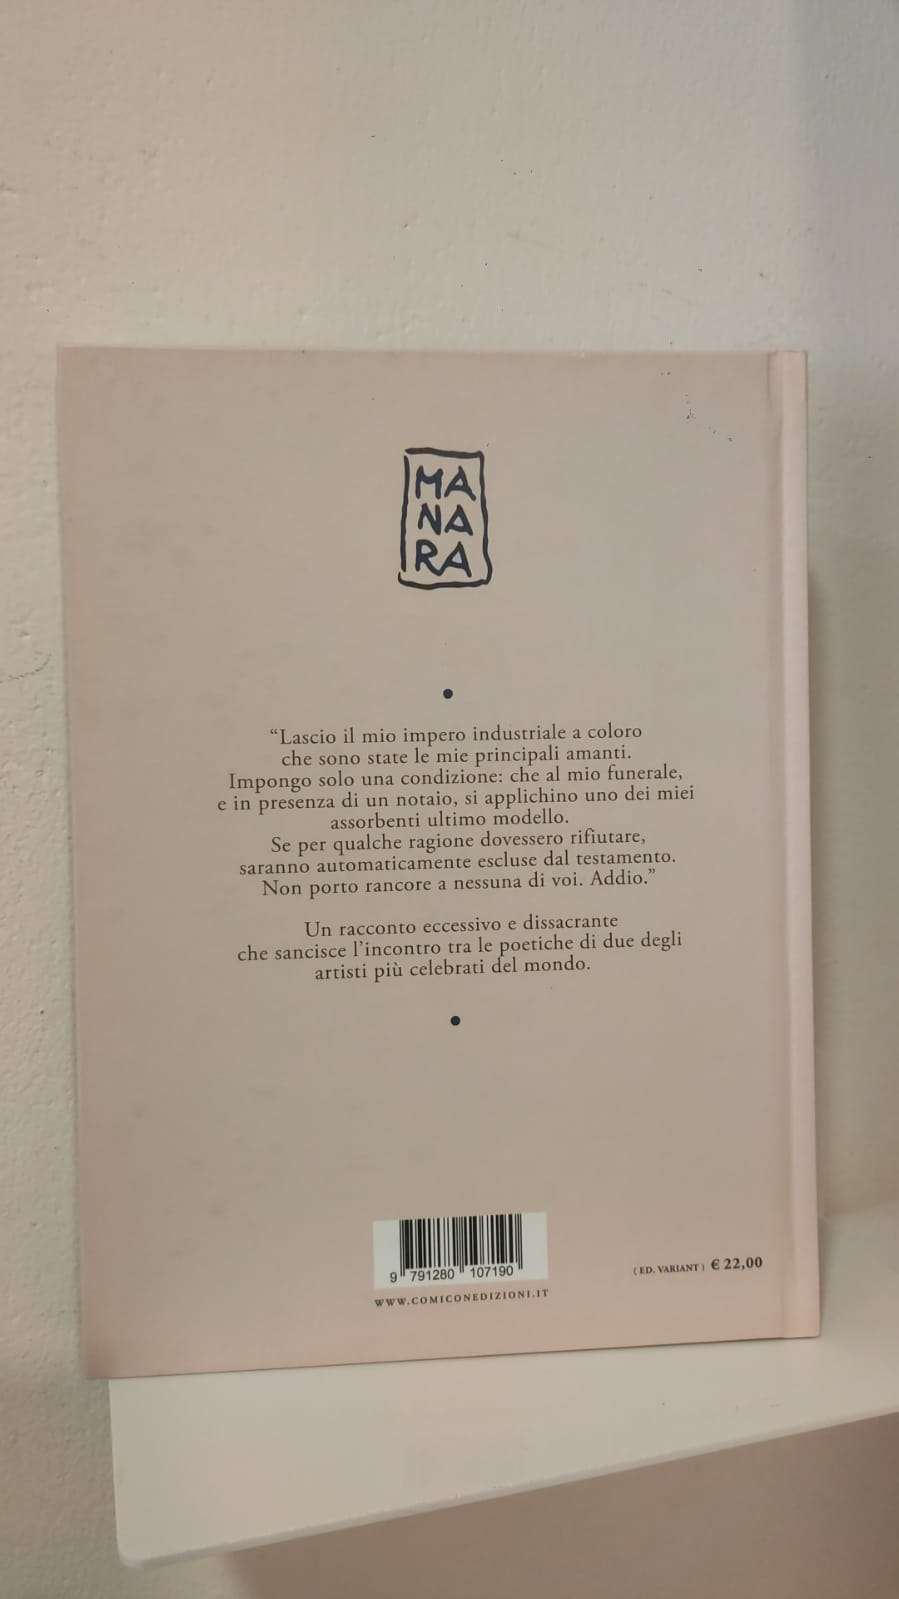 MA
NA
RA
“Lascio il mio impero industriale a coloro
che sono state le mie principali amanti.
Impongo solo una condizione: che al mio funerale,
e in presenza di un notaio, si applichino uno dei miei
assorbenti ultimo modello.
Se per qualche ragione dovessero rifiutare,
saranno automaticamente escluse dal testamento.
Non porto rancore a nessuna di voi. Addio.”
Un racconto eccessivo e dissacrante
che sancisce l’incontro tra le poetiche di due degli
artisti più celebrati del mondo.
9 791280 107190
(ED. VARIANT) € 22,00
WWW.COMICONEDIZIONI.IT